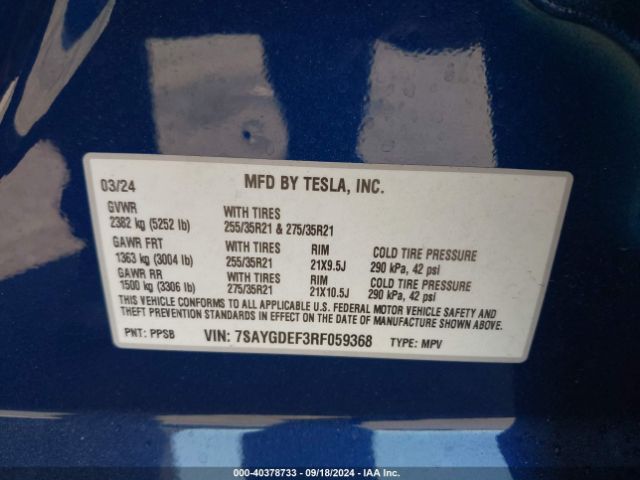 03/24 MFD BY TESLA, INC.
GVWR WITH TIRES
2382 kg (5252 lb) 255/35R21 & 275/35R21
GAWR FRT WITH TIRES RIM COLD TIRE PRESSURE
1363 kg (3004 lb) 255/35R21 21X9.5J 290 kPa, 42 psi
GAWR RR WITH TIRES RIM COLD TIRE PRESSURE
1500 kg (3306 lb) 275/35R21 21X10.5J 290 kPa, 42 psi
THIS VEHICLE CONFORMS TO ALL APPLICABLE U.S. FEDERAL MOTOR VEHICLE SAFETY AND
THEFT PREVENTION STANDARDS IN EFFECT ON THE DATE OF MANUFACTURE SHOWN ABOVE.
PNT: PPSB VIN: 7SAYGDEF3RF059368 TYPE: MPV
000-40378733 - 09/18/2024 - IAA Inc.